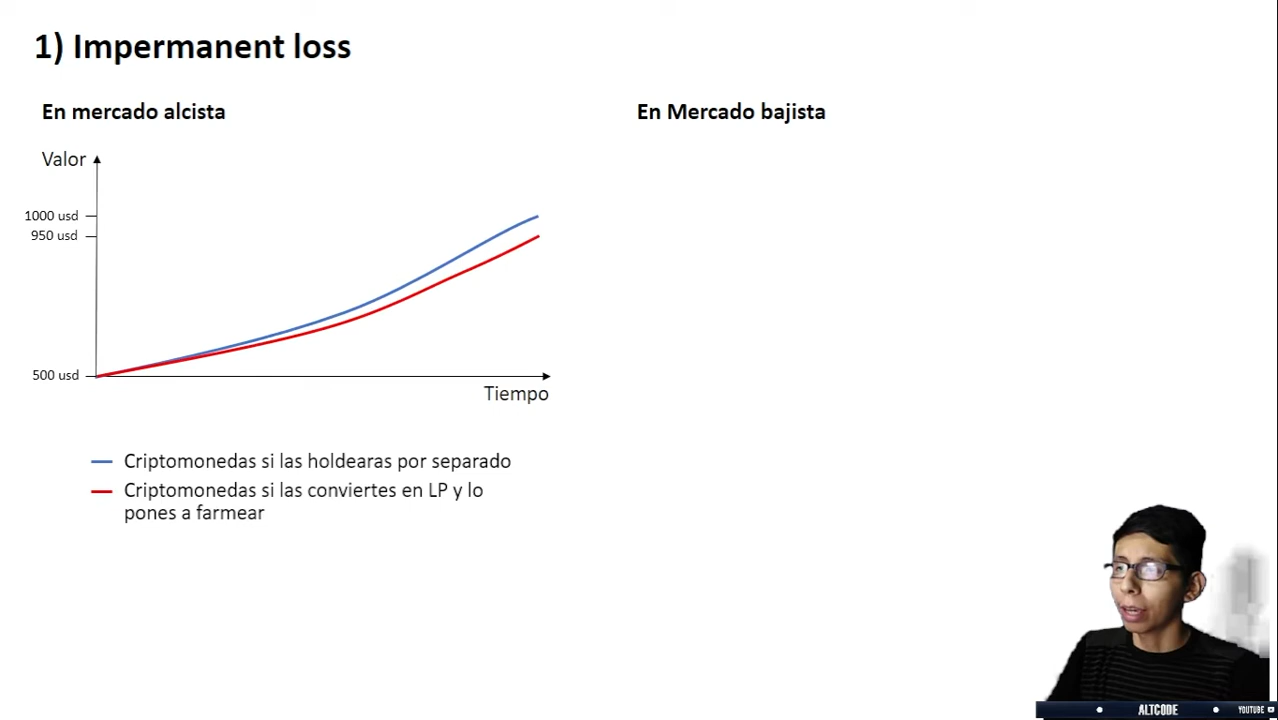 1) Impermanent loss
En mercado alcista
En Mercado bajista
Valor
1000 usd
950 usd
500 usd
Tiempo
Criptomonedas si las holdearas por separado
Criptomonedas si las conviertes en LP y lo
pones a farmear
ALTCODE
YOUTUBE